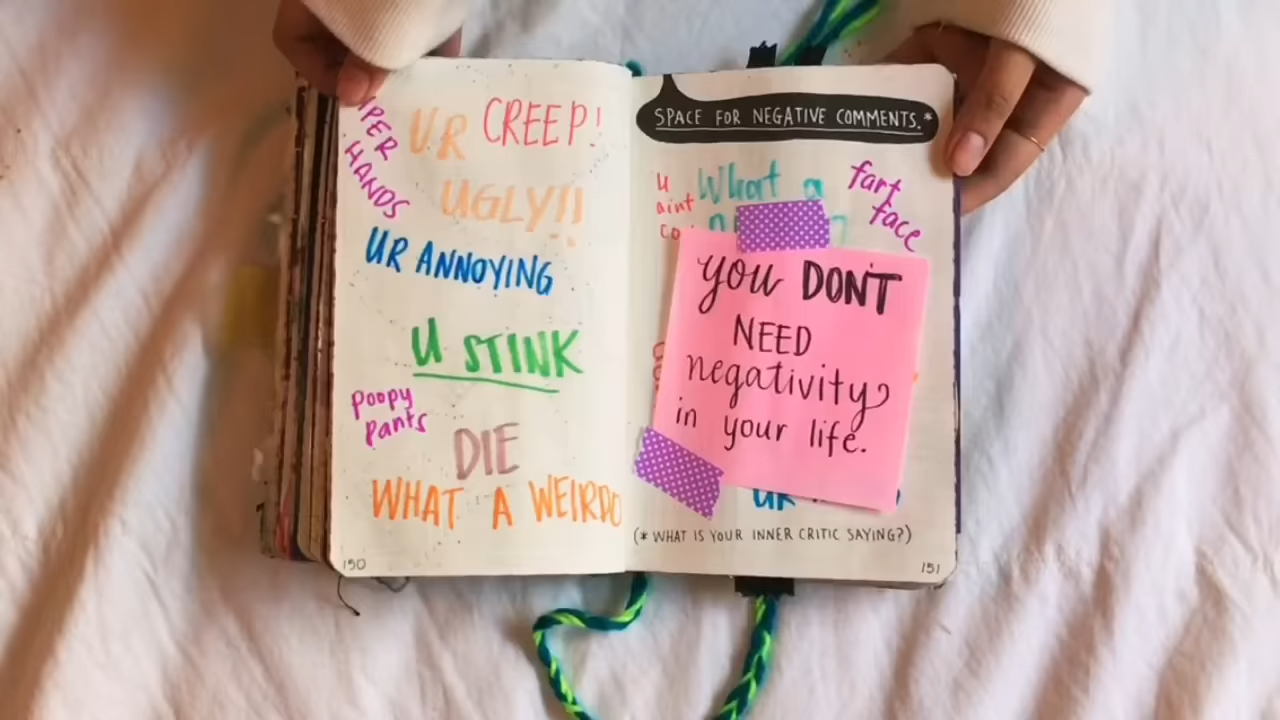 HANDS
U.R
UGLY!!
CREEP!
UR ANNOYING
U STINK
poopy
pants
DIE
WHAT A WEIRDO
150
SPACE FOR NEGATIVE COMMENTS.*
u
aint
What a
fart
face
you DON'T
NEED
negativity
in your life.
UR
(* WHAT IS YOUR INNER CRITIC SAYING?)
151